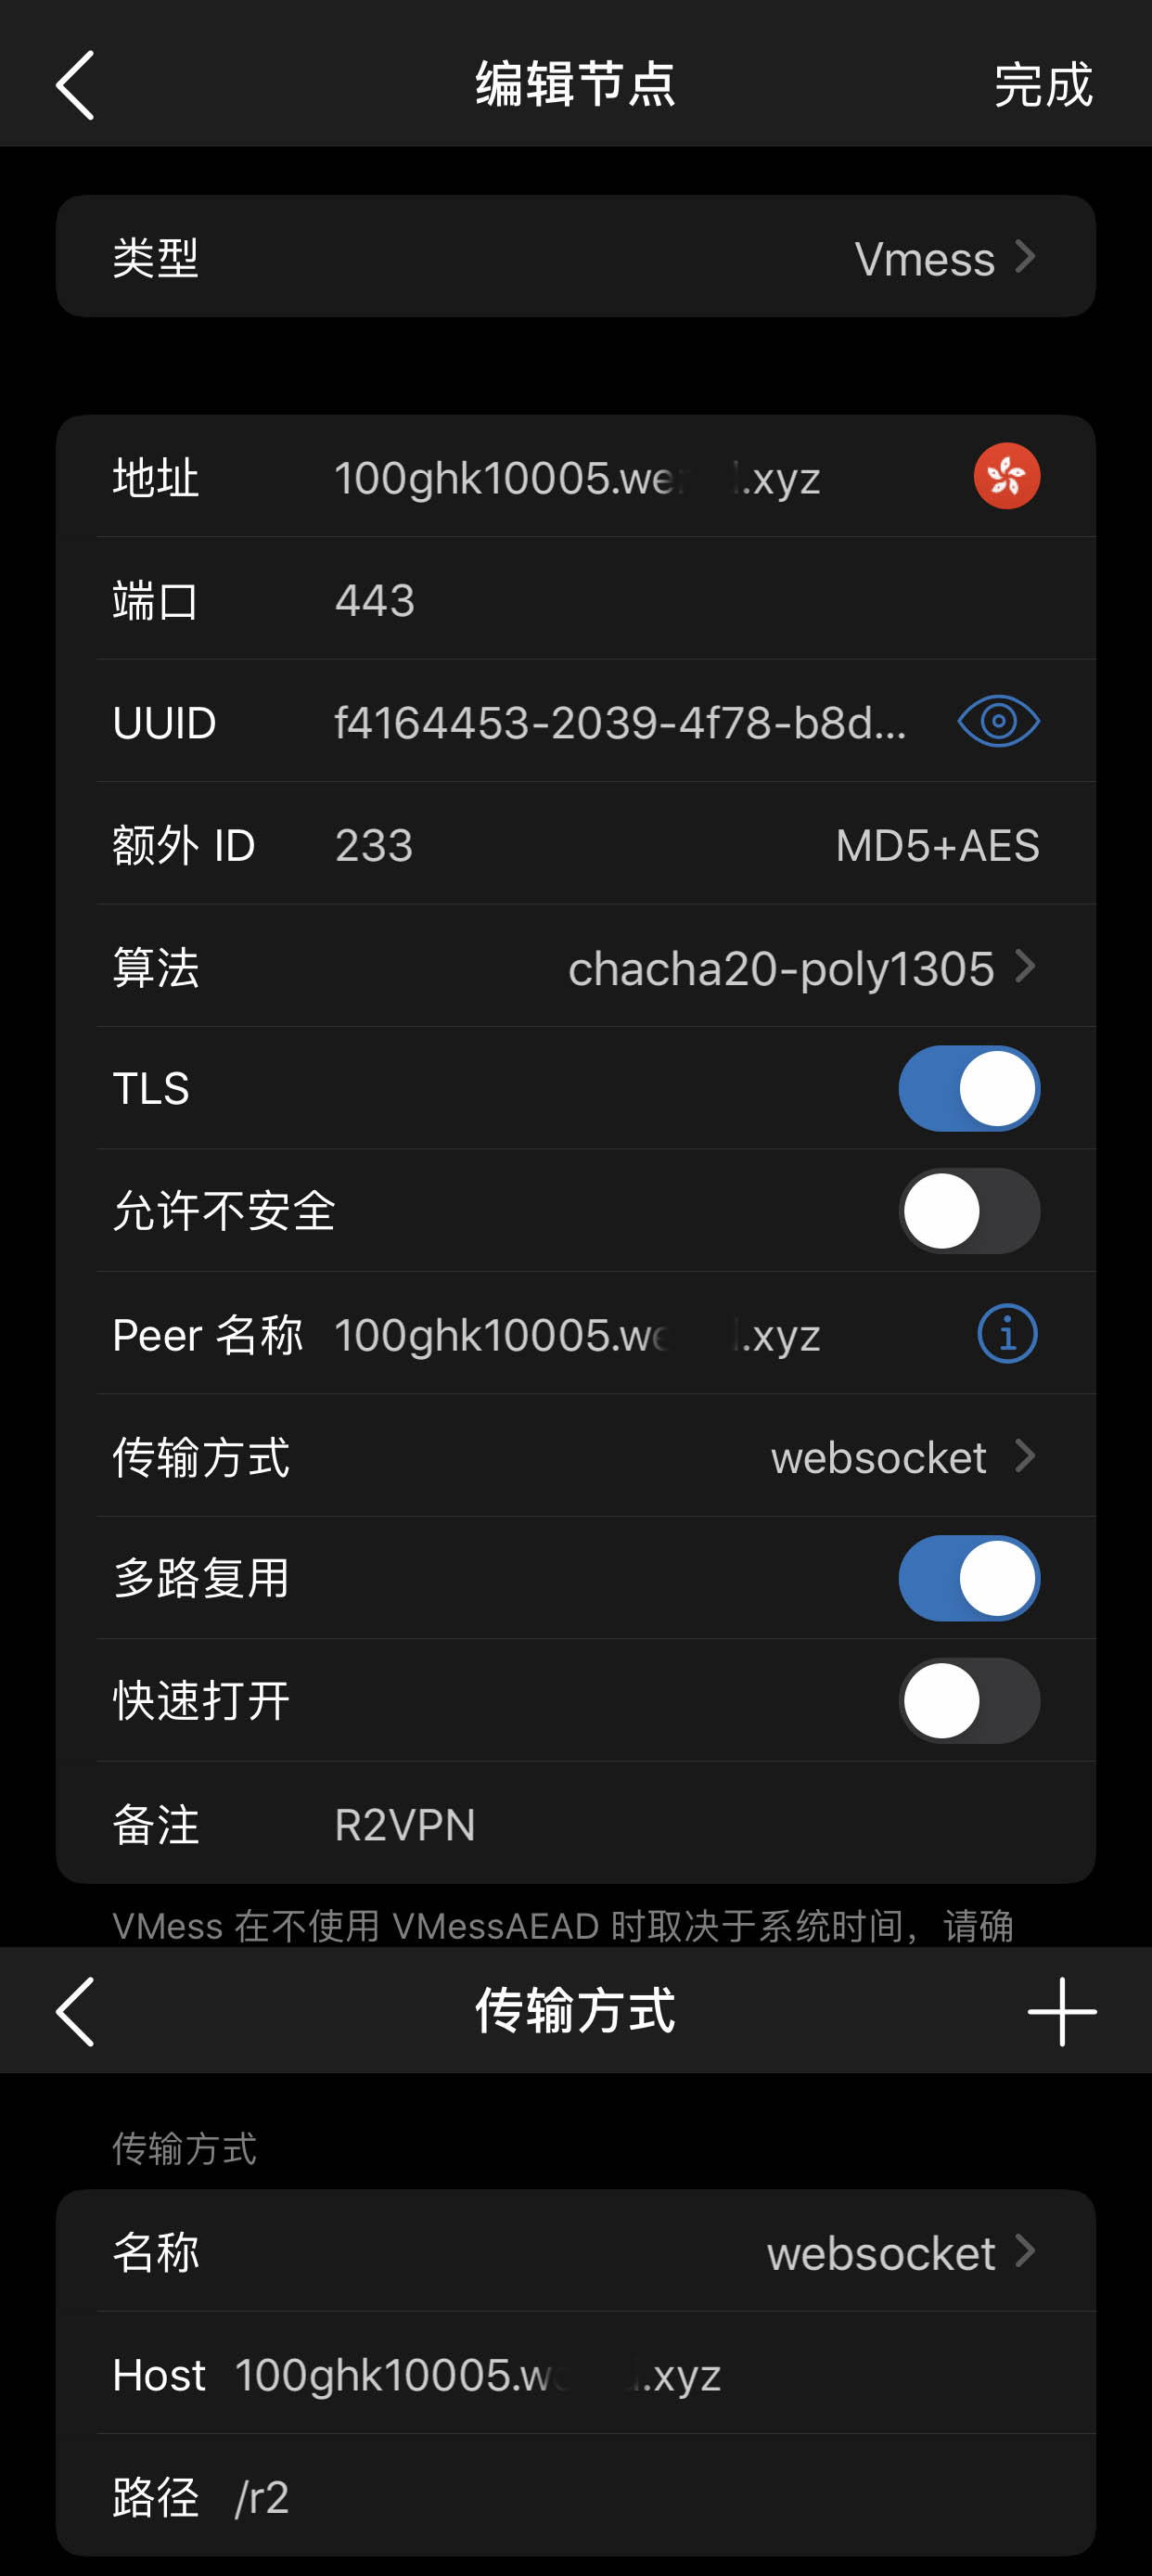 编辑节点
完成
类型 Vmess
地址 100ghk10005.we .xyz
端口 443
UUID f4164453-2039-4f78-b8d...
额外 ID 233 MD5+AES
算法 chacha20-poly1305
TLS
允许不安全
Peer 名称 100ghk10005.we .xyz
传输方式 websocket
多路复用
快速打开
备注 R2VPN
VMess 在不使用 VMessAEAD 时取决于系统时间，请确
传输方式
传输方式
名称 websocket
Host 100ghk10005.w .xyz
路径 /r2